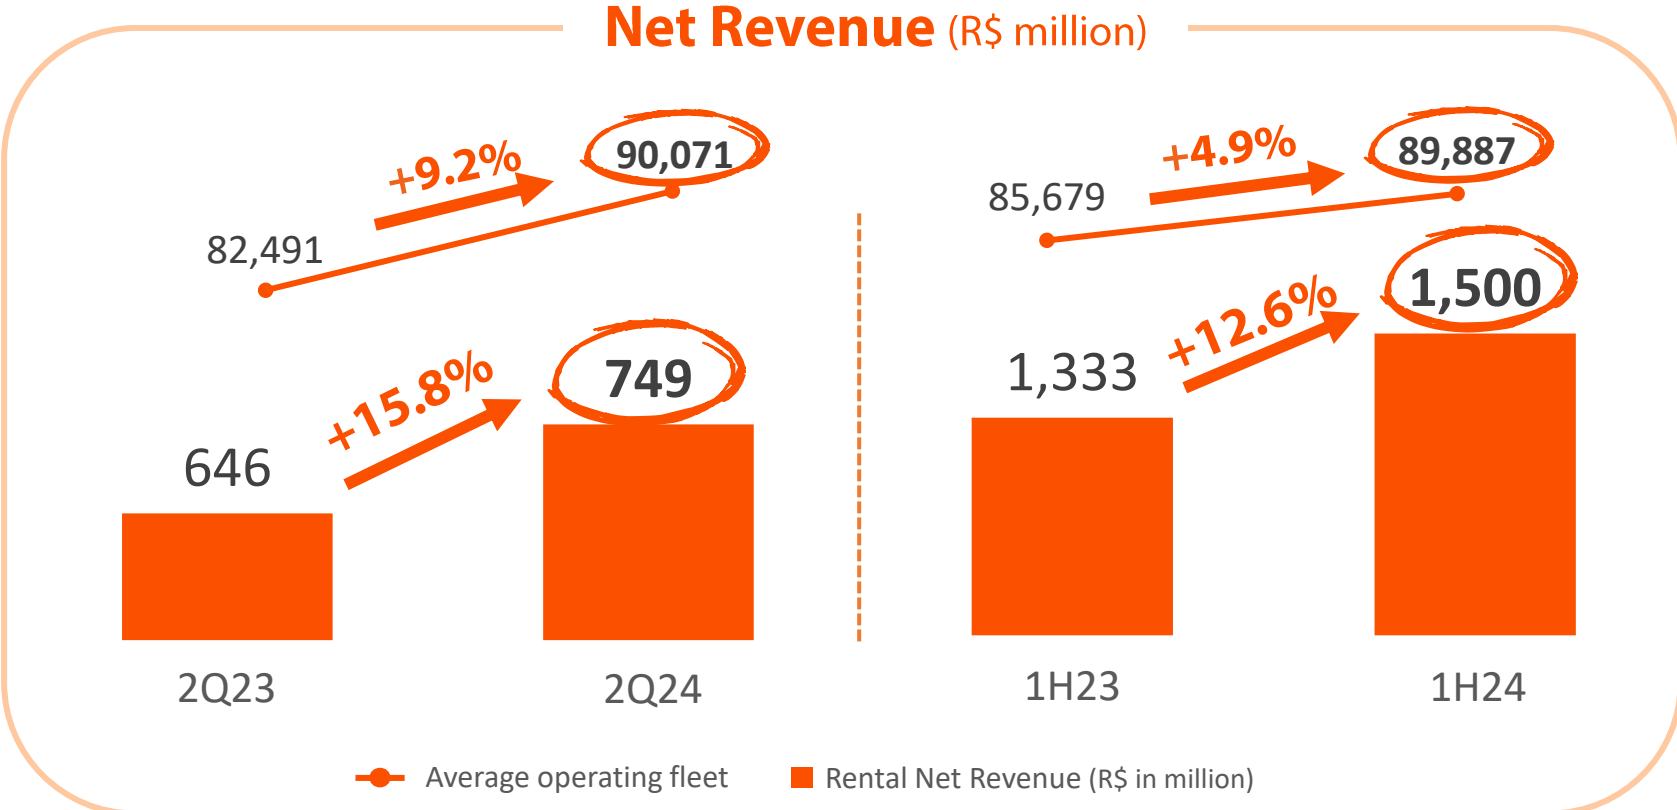 Net Revenue (R$ million)
+9.2%
90,071
82,491
+15.8%
749
646
2Q23
2Q24
+4.9%
89,887
85,679
+12.6%
1,500
1,333
1H23
1H24
Average operating fleet
Rental Net Revenue (R$ in million)